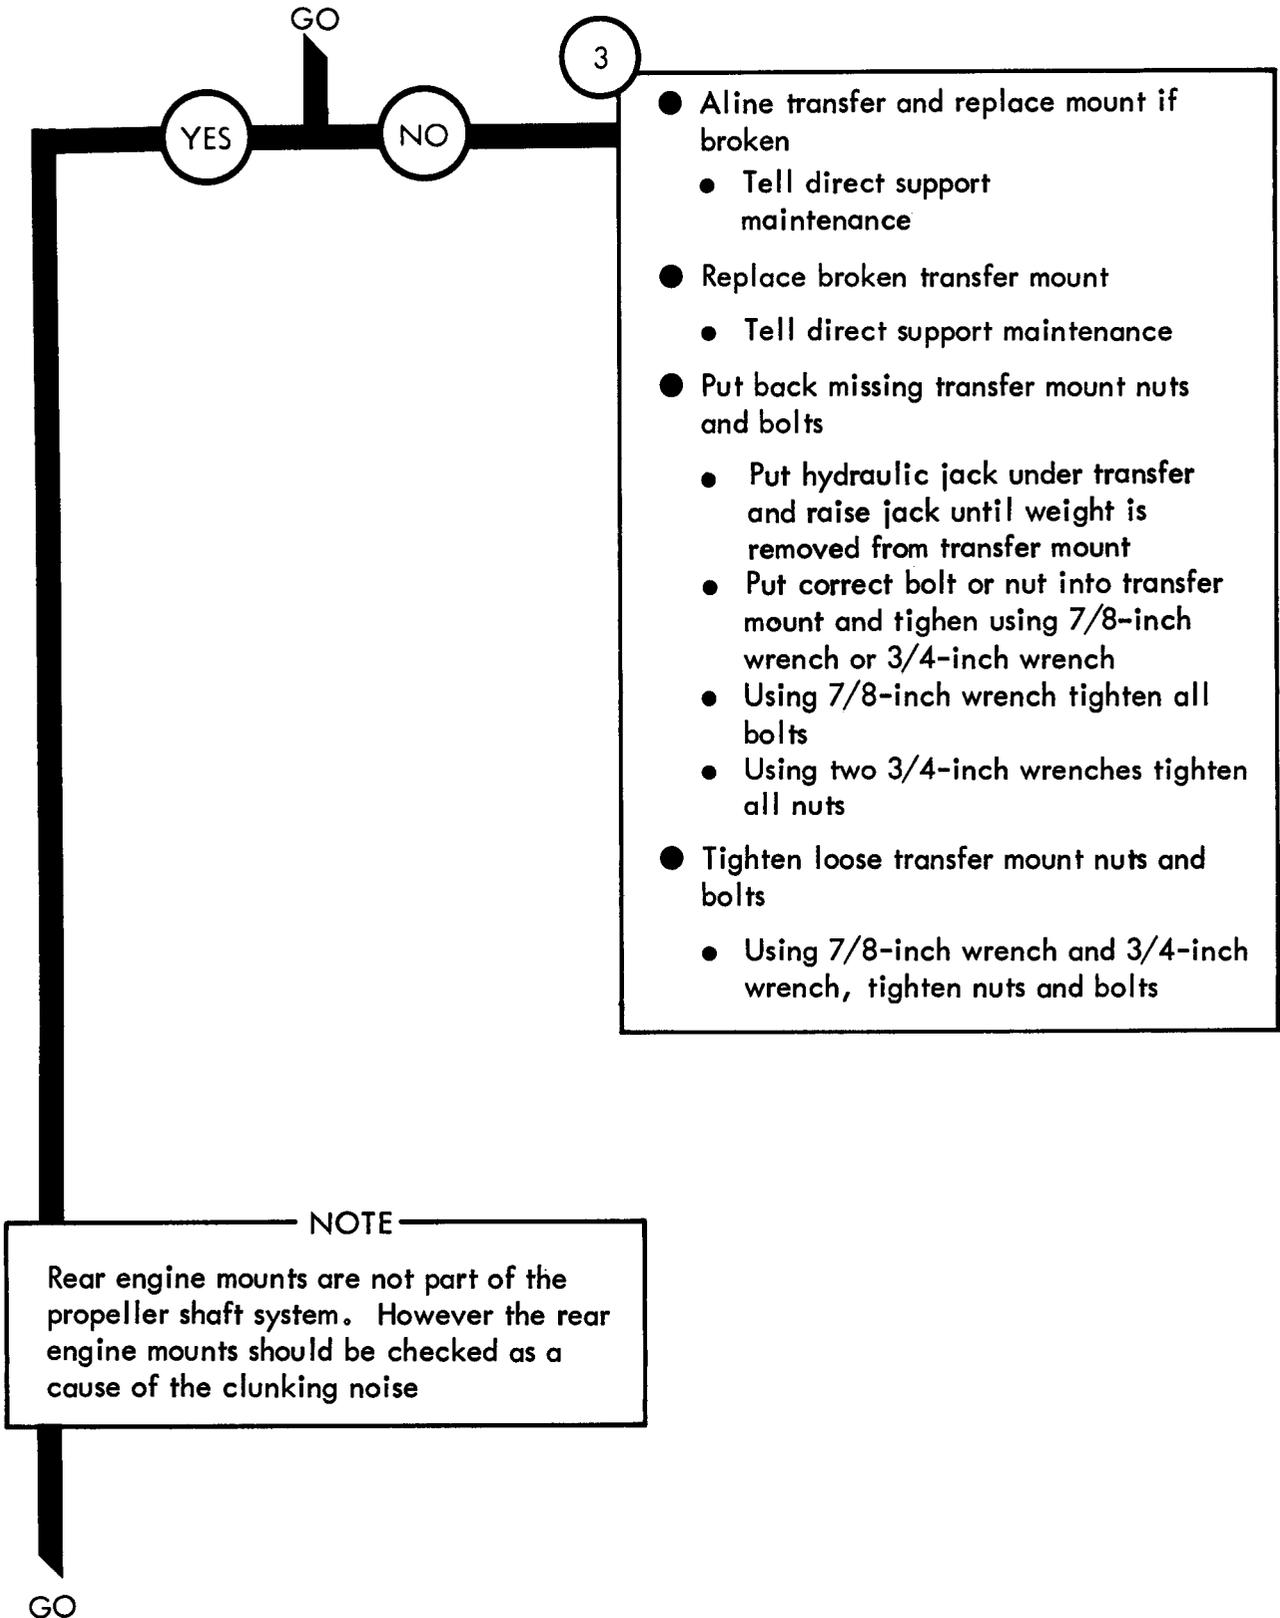 GO
YES
NO
3
● Aline transfer and replace mount if
broken
● Tell direct support
maintenance
● Replace broken transfer mount
● Tell direct support maintenance
● Put back missing transfer mount nuts
and bolts
● Put hydraulic jack under transfer
and raise jack until weight is
removed from transfer mount
● Put correct bolt or nut into transfer
mount and tighen using 7/8-inch
wrench or 3/4-inch wrench
● Using 7/8-inch wrench tighten all
bolts
● Using two 3/4-inch wrenches tighten
all nuts
● Tighten loose transfer mount nuts and
bolts
● Using 7/8-inch wrench and 3/4-inch
wrench, tighten nuts and bolts
NOTE
Rear engine mounts are not part of the
propeller shaft system. However the rear
engine mounts should be checked as a
cause of the clunking noise
GO